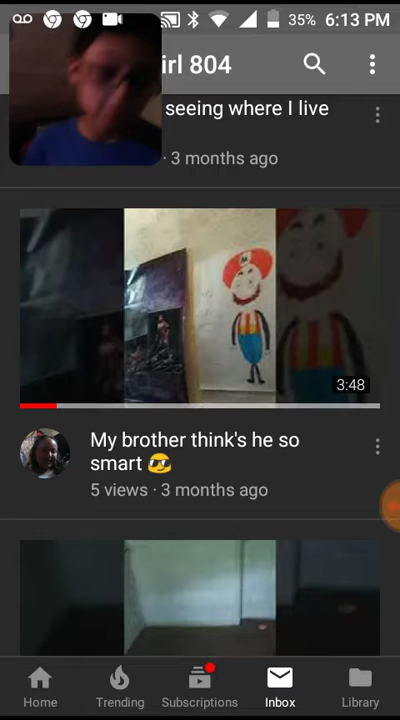 35% 6:13 PM
irl 804
seeing where I live
· 3 months ago
3:48
My brother think's he so
smart 😎
5 views · 3 months ago
Home Trending Subscriptions Inbox Library